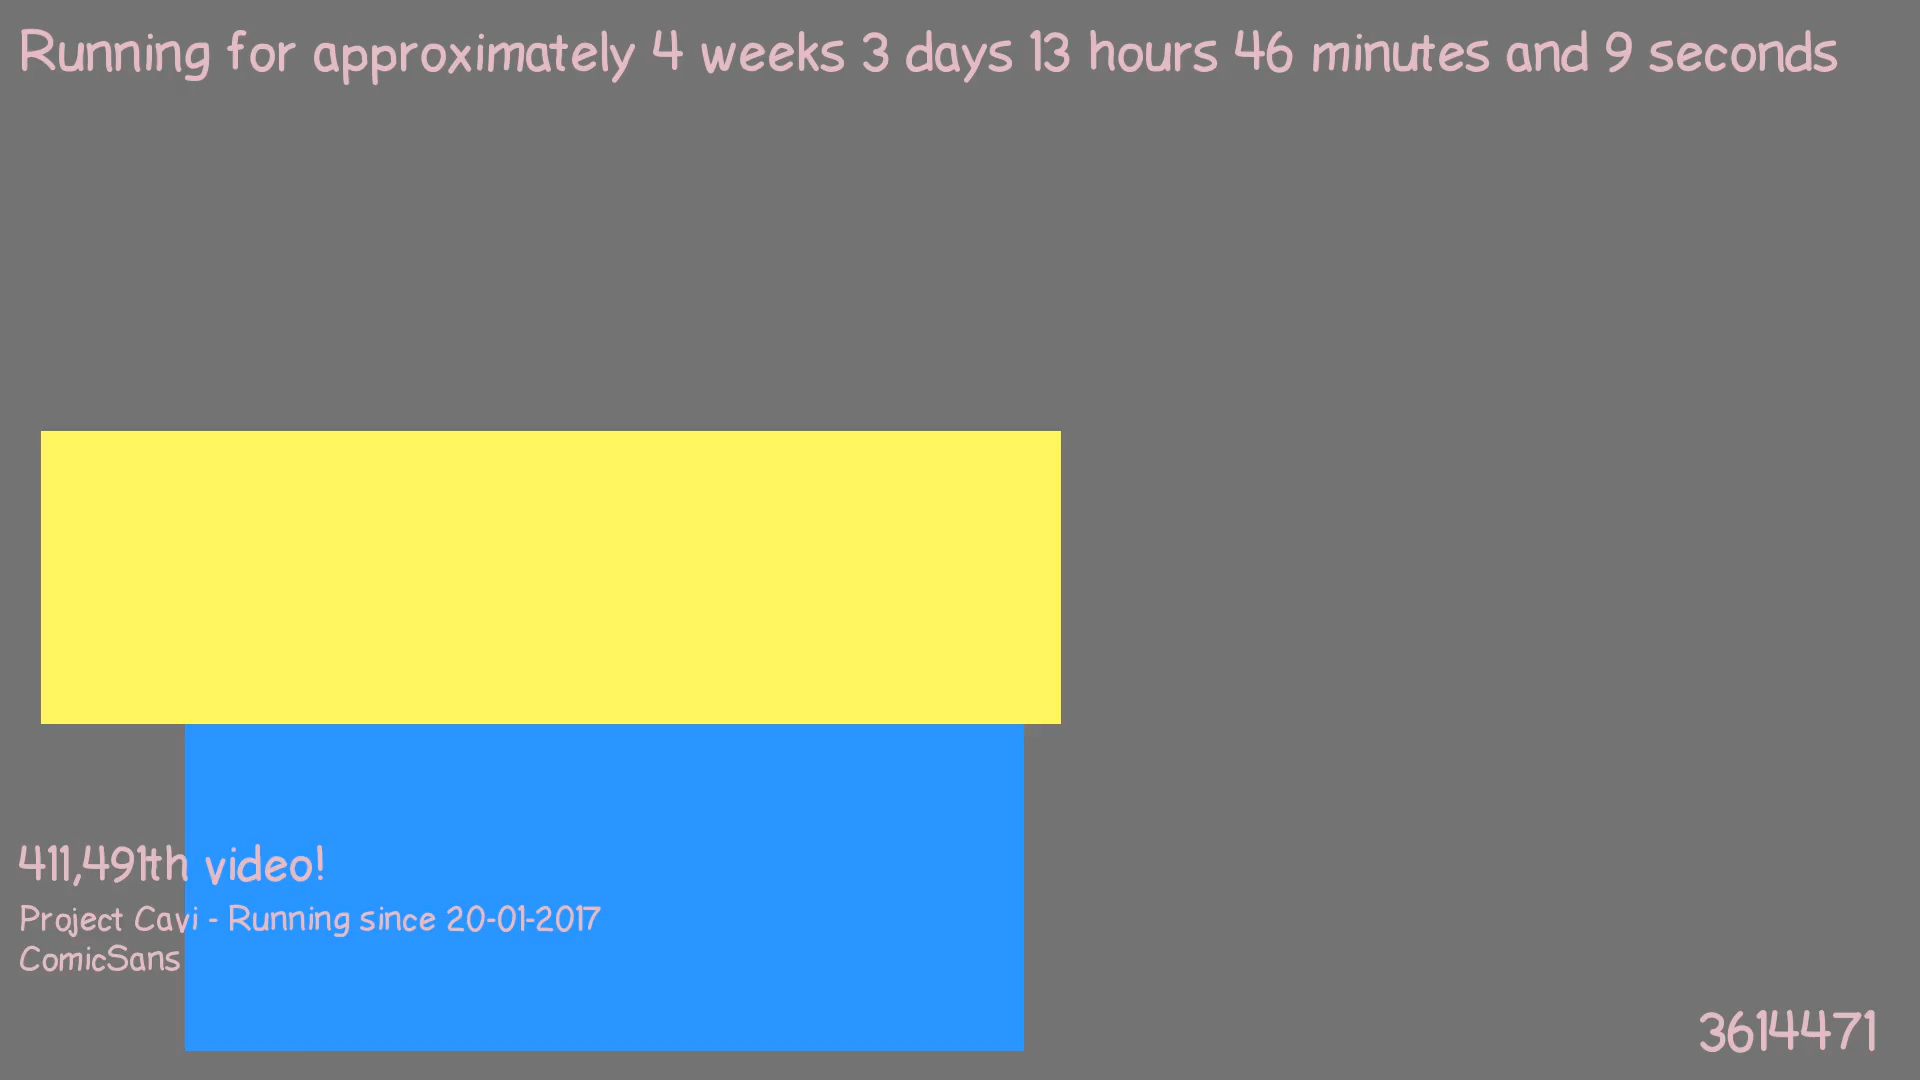 Running for approximately 4 weeks 3 days 13 hours 46 minutes and 9 seconds
411,491th video!
Project Cavi - Running since 20-01-2017
ComicSans
3614471